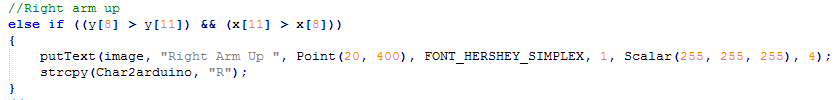 //Right arm up
else if ((y[8] > y[11]) && (x[11] > x[8]))
{
putText(image, "Right Arm Up ", Point(20, 400), FONT_HERSHEY_SIMPLEX, 1, Scalar(255, 255, 255), 4);
strcpy(Char2arduino, "R");
}